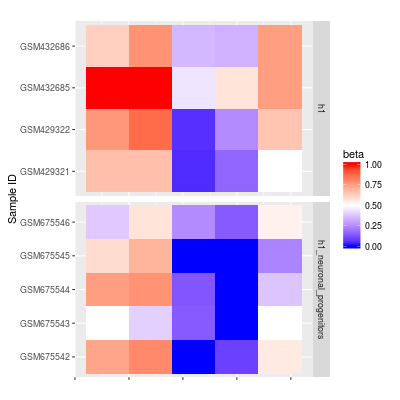 GSM432686
GSM432685
GSM429322
GSM429321
h1
GSM675546
GSM675545
GSM675544
GSM675543
GSM675542
h1_neuronal_progenitors
Sample ID
beta
1.00
0.75
0.50
0.25
0.00